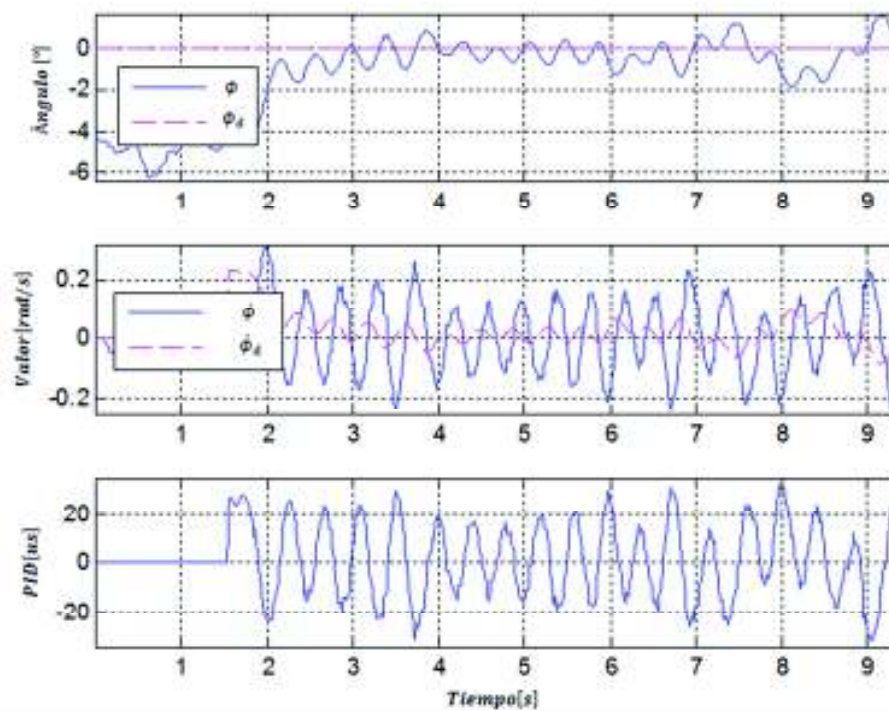 Ángulo [°]
0
-2
-4
-6
ϕ
ϕd
1 2 3 4 5 6 7 8 9
Valor[rad/s]
0.2
0
-0.2
ϕ̇
ϕ̇d
1 2 3 4 5 6 7 8 9
PID[us]
20
0
-20
1 2 3 4 5 6 7 8 9
Tiempo[s]